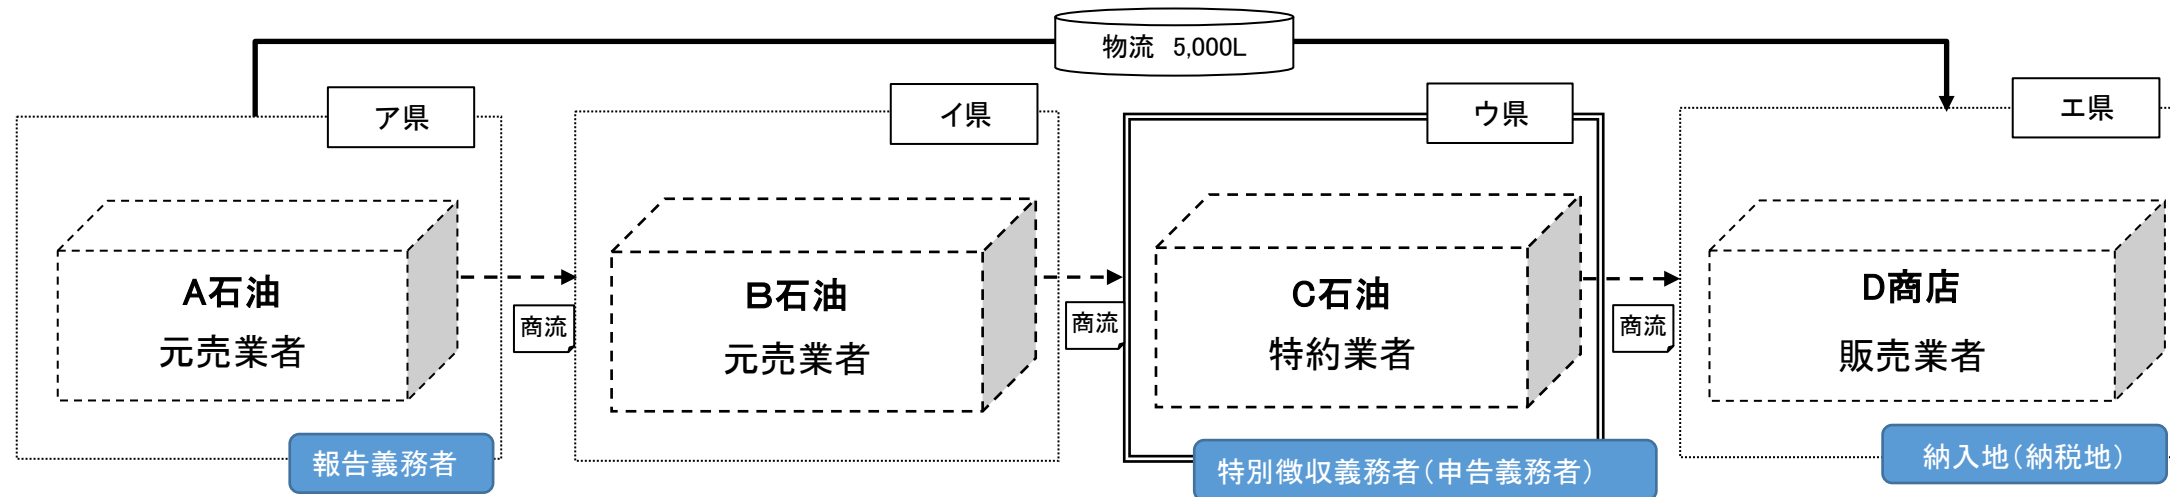 物流　5,000L
ア県
イ県
ウ県
エ県
A石油
元売業者
商流
B石油
元売業者
商流
C石油
特約業者
商流
D商店
販売業者
報告義務者
特別徴収義務者（申告義務者）
納入地（納税地）